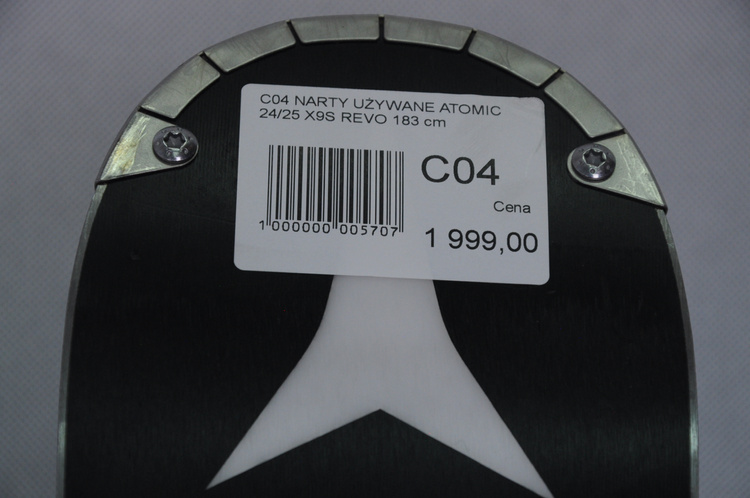 C04 NARTY UŻYWANE ATOMIC
24/25 X9S REVO 183 cm
C04
Cena
1 000000 005707
1 999,00